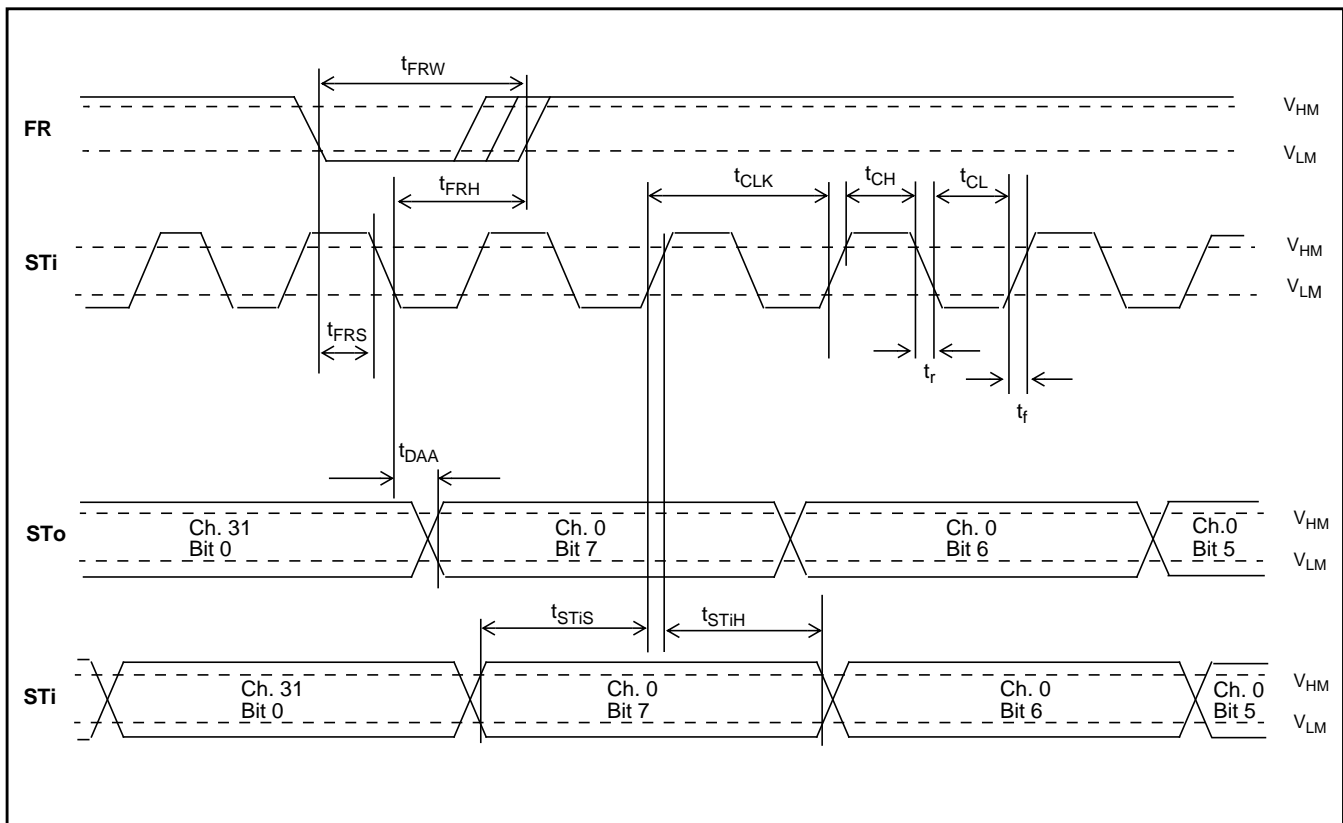 tFRW
FR
VHM
VLM
tFRH
tCLK
tCH
tCL
STi
VHM
VLM
tFRS
tr
tf
tDAA
STo
Ch. 31
Bit 0
Ch. 0
Bit 7
Ch. 0
Bit 6
Ch.0
Bit 5
VHM
VLM
tSTiS
tSTiH
STi
Ch. 31
Bit 0
Ch. 0
Bit 7
Ch. 0
Bit 6
Ch. 0
Bit 5
VHM
VLM